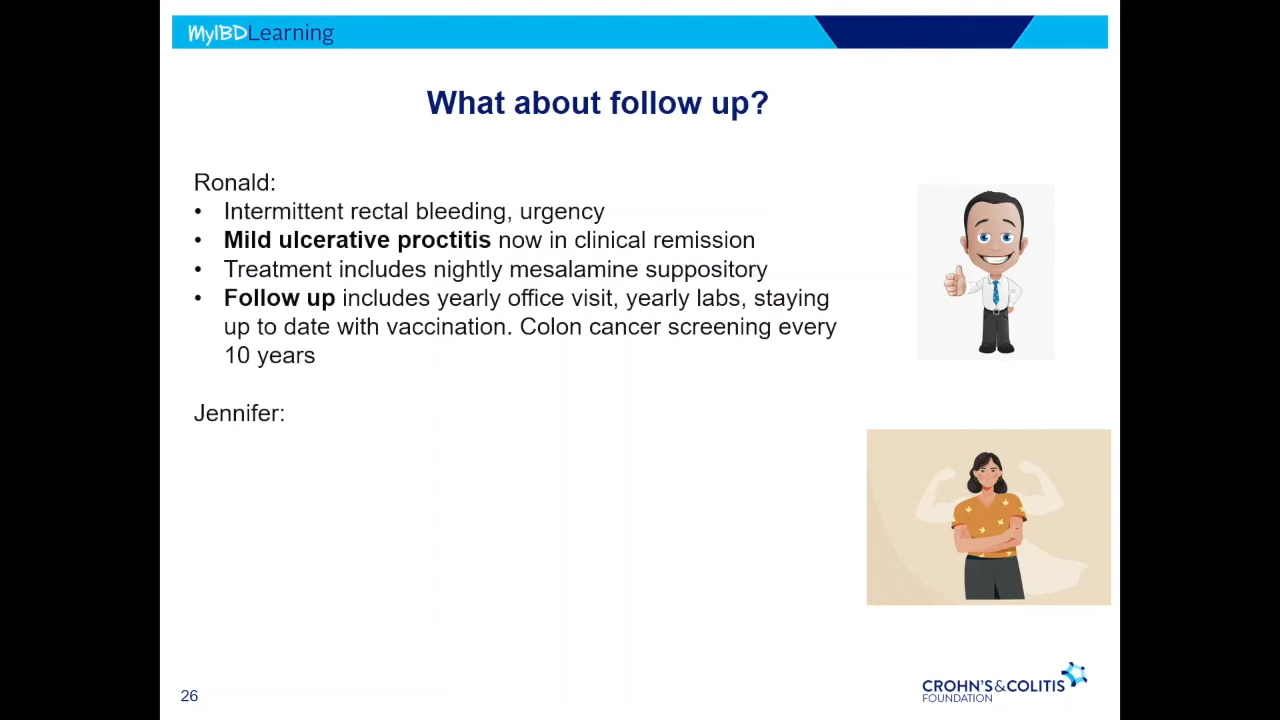 MyIBDLearning
What about follow up?
Ronald:
• Intermittent rectal bleeding, urgency
• Mild ulcerative proctitis now in clinical remission
• Treatment includes nightly mesalamine suppository
• Follow up includes yearly office visit, yearly labs, staying
up to date with vaccination. Colon cancer screening every
10 years
Jennifer:
26
CROHN'S&COLITIS
FOUNDATION